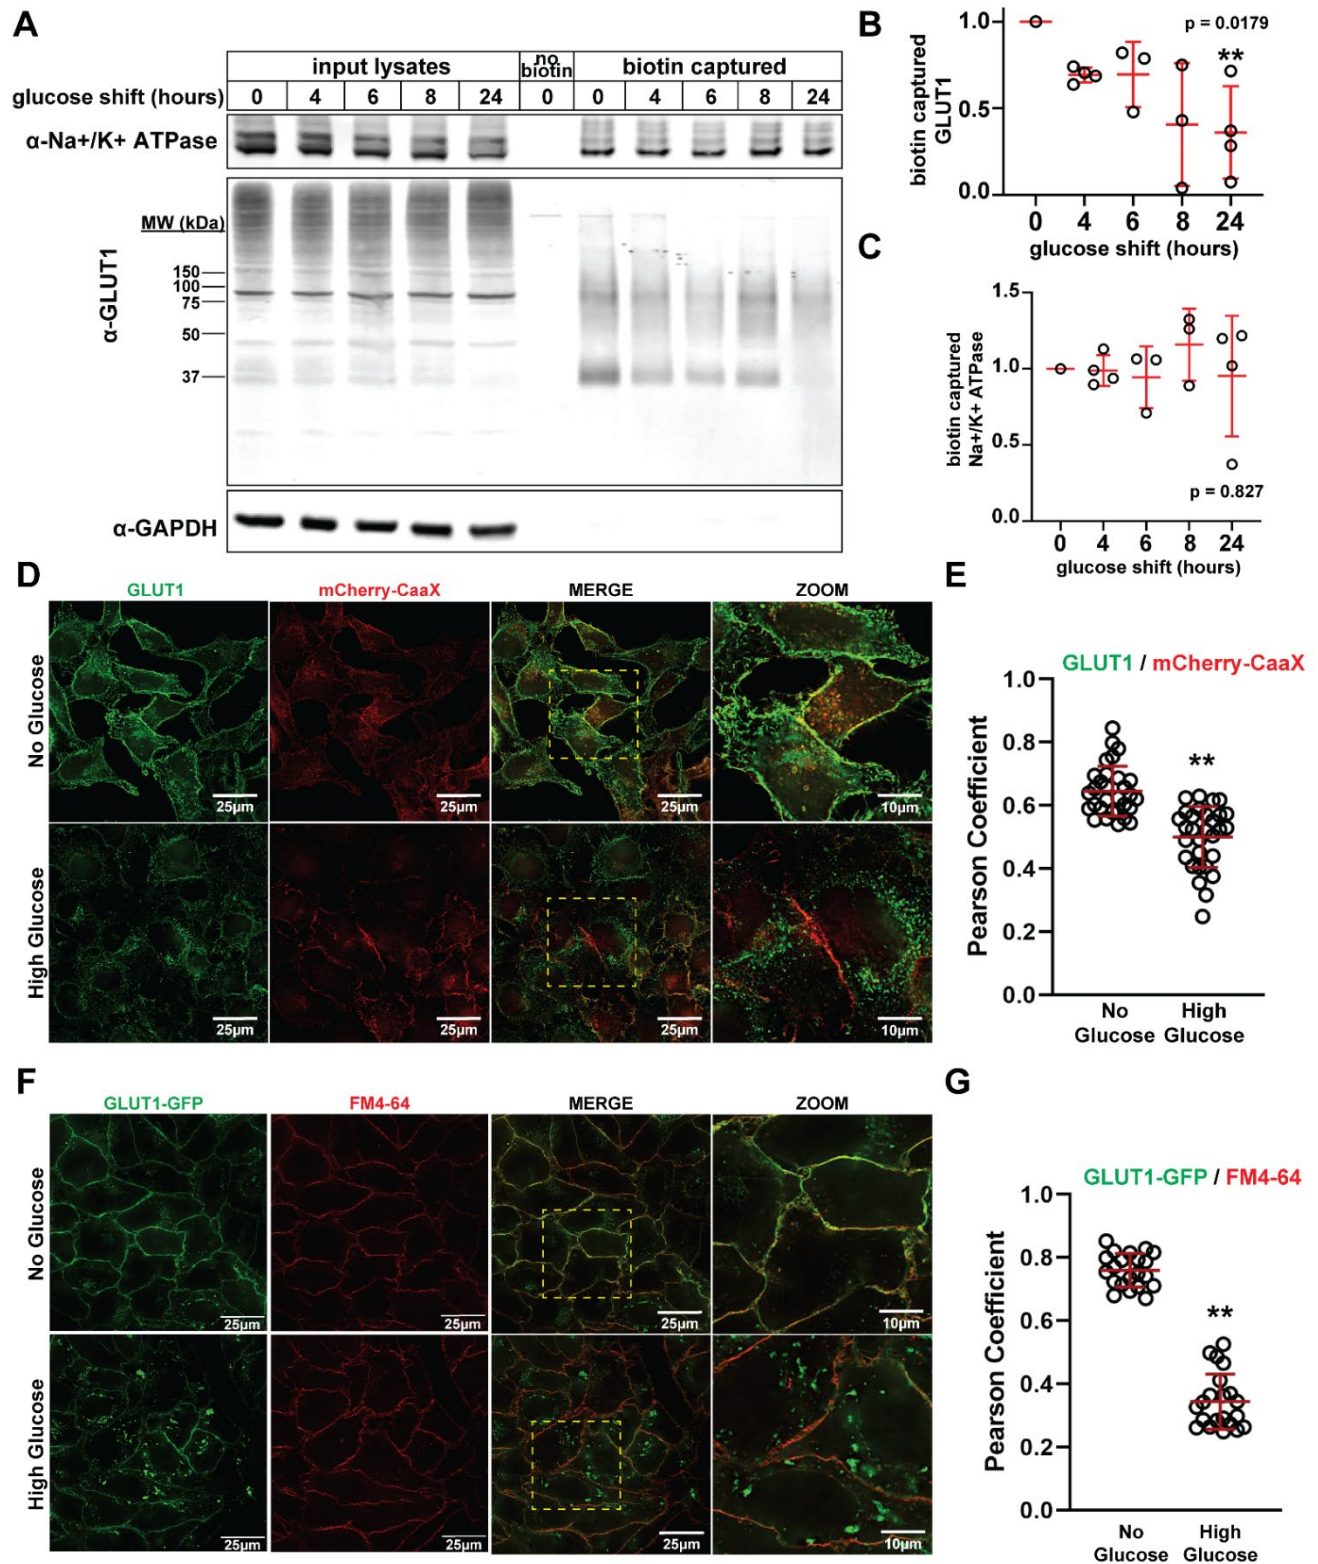 A
input lysates
no biotin
biotin captured
glucose shift (hours)
0 4 6 8 24 0 0 4 6 8 24
α-Na+/K+ ATPase
α-GLUT1
MW (kDa)
150
100
75
50
37
α-GAPDH
B
biotin captured
GLUT1
1.0
0.5
0.0
p = 0.0179
**
0 4 6 8 24
glucose shift (hours)
C
biotin captured
Na+/K+ ATPase
1.5
1.0
0.5
0.0
p = 0.827
0 4 6 8 24
glucose shift (hours)
D
GLUT1 mCherry-CaaX MERGE ZOOM
No Glucose
25µm 25µm 25µm 10µm
High Glucose
25µm 25µm 25µm 10µm
E
GLUT1 / mCherry-CaaX
Pearson Coefficient
1.0
0.8
0.6
0.4
0.2
0.0
**
No Glucose
High Glucose
F
GLUT1-GFP FM4-64 MERGE ZOOM
No Glucose
25µm 25µm 25µm 10µm
High Glucose
25µm 25µm 25µm 10µm
G
GLUT1-GFP / FM4-64
Pearson Coefficient
1.0
0.8
0.6
0.4
0.2
0.0
**
No Glucose
High Glucose